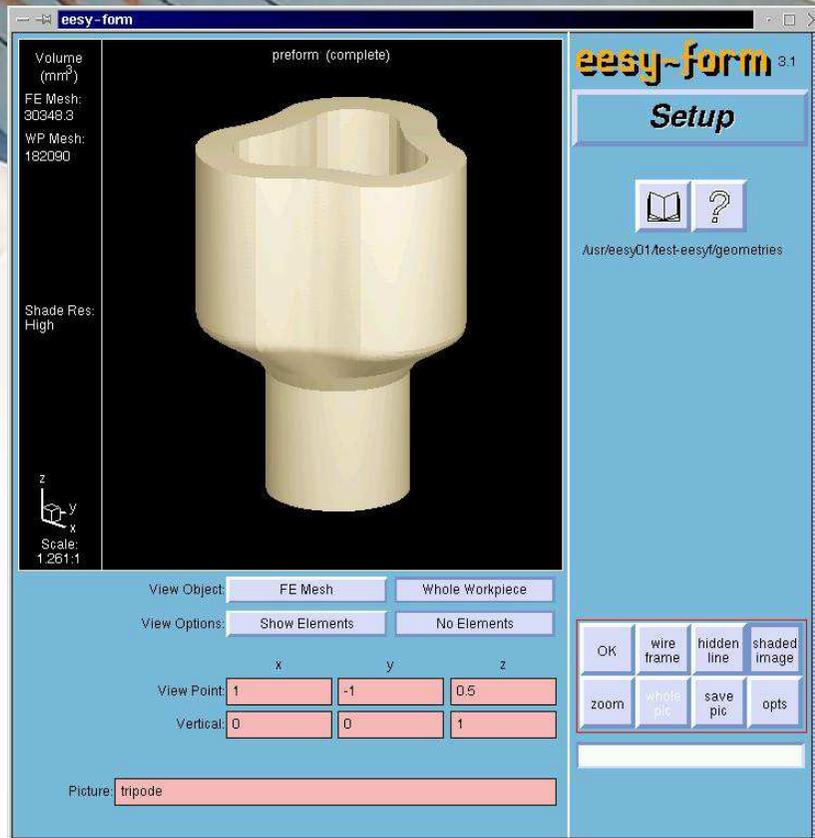 eesy-form
Volume
(mm³)
FE Mesh:
30348.3
WP Mesh:
182090
Shade Res:
High
z
y
x
Scale:
1.261:1
preform (complete)
eesy-form 3.1
Setup
?
/usr/eesy01/test-eesyf/geometries
View Object: FE Mesh Whole Workpiece
View Options: Show Elements No Elements
x y z
View Point: 1 -1 0.5
Vertical: 0 0 1
Picture: tripode
OK wire frame hidden line shaded image
zoom whole pic save pic opts